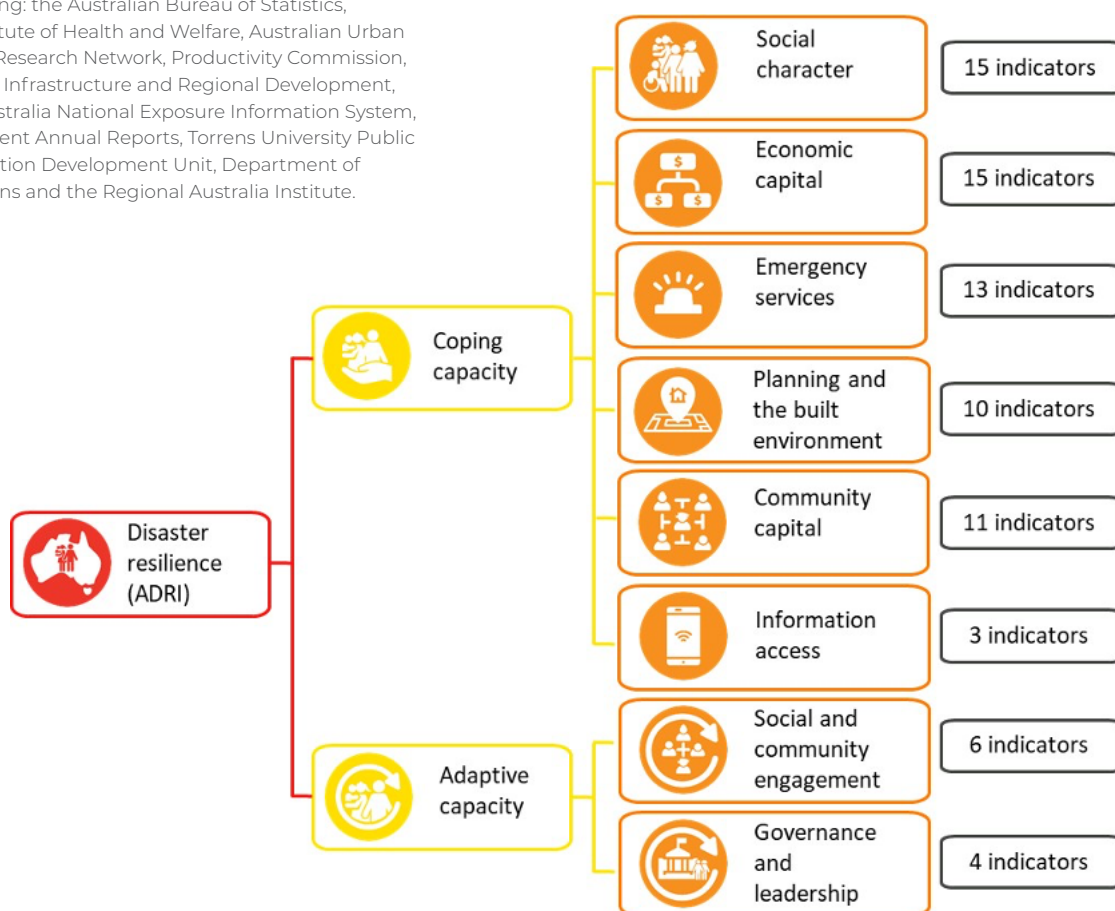 ng: the Australian Bureau of Statistics,
tute of Health and Welfare, Australian Urban
Research Network, Productivity Commission,
Infrastructure and Regional Development,
stralia National Exposure Information System,
ent Annual Reports, Torrens University Public
tion Development Unit, Department of
ns and the Regional Australia Institute.
Social
character
15 indicators
Economic
capital
15 indicators
Emergency
services
13 indicators
Coping
capacity
Planning and
the built
environment
10 indicators
Community
capital
11 indicators
Disaster
resilience
(ADRI)
Information
access
3 indicators
Social and
community
engagement
6 indicators
Adaptive
capacity
Governance
and
leadership
4 indicators